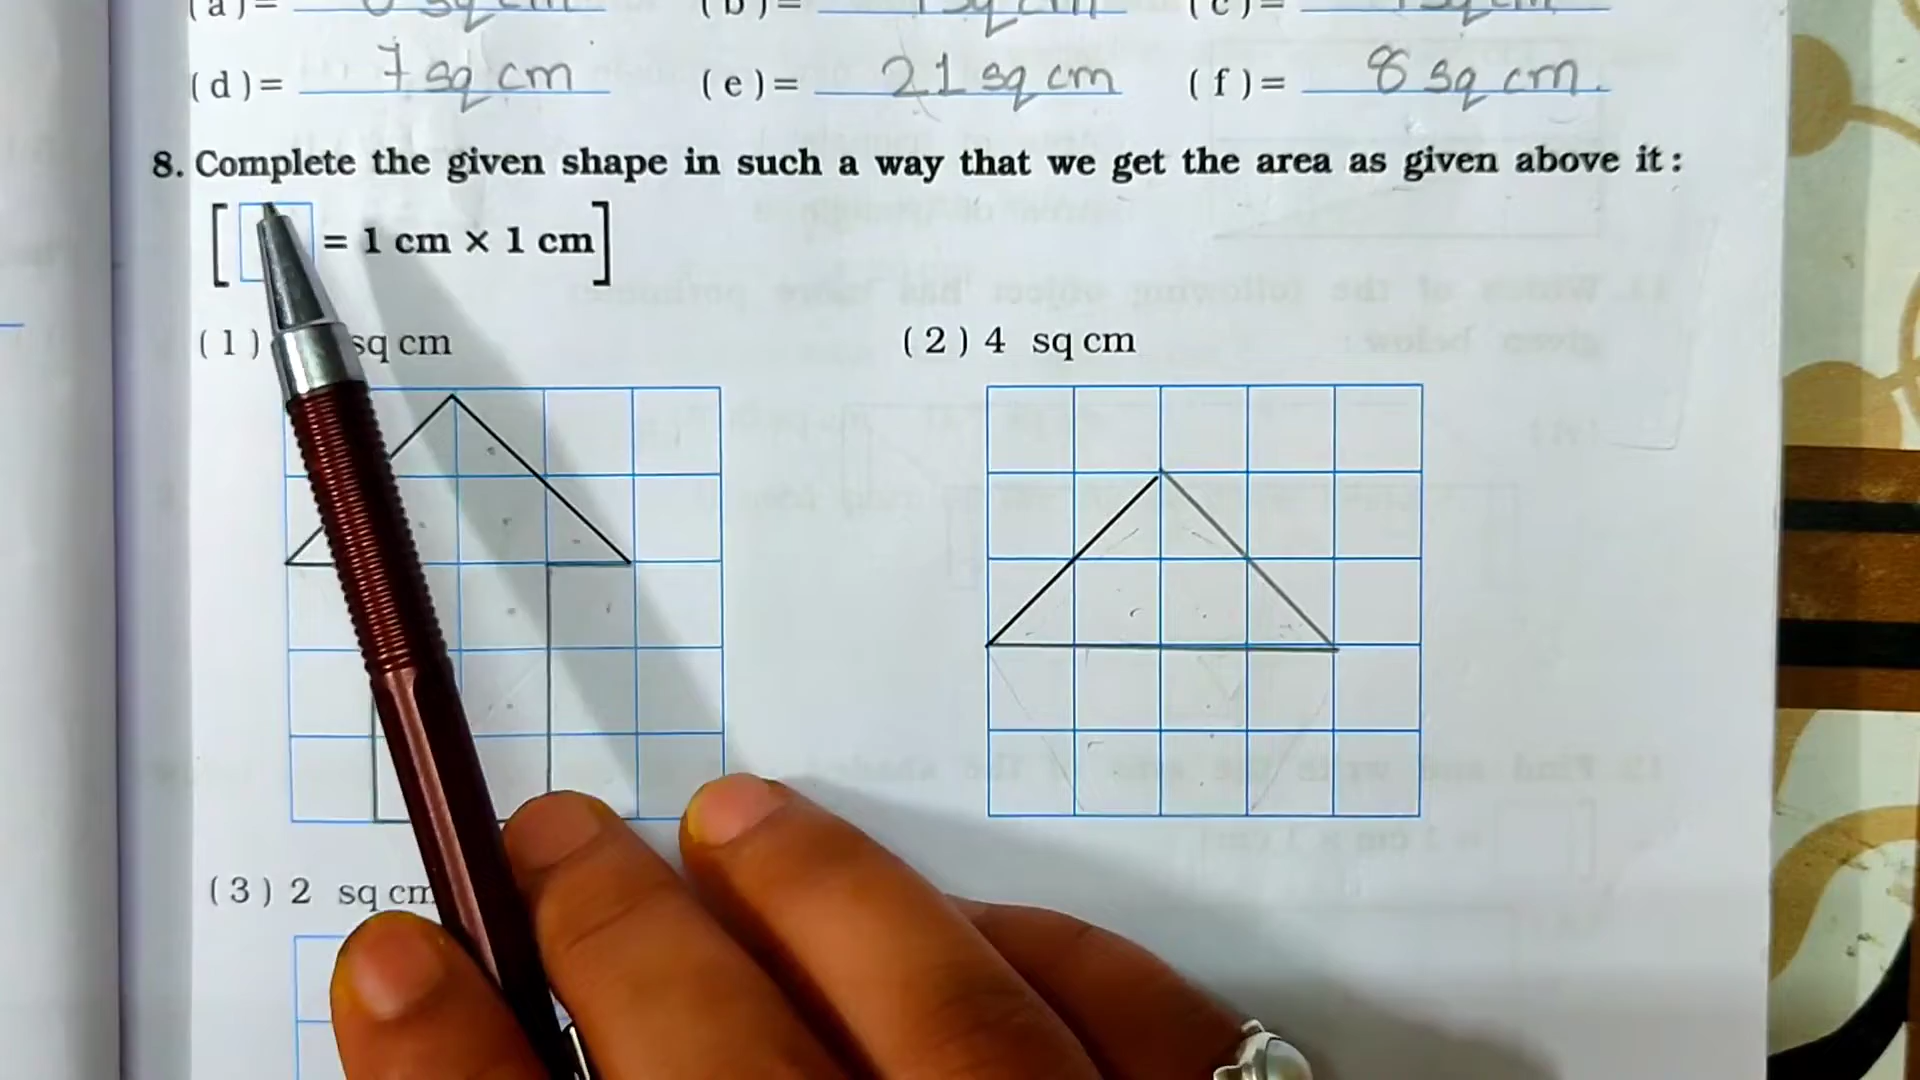 (a)=
(d)= 7 sq cm (e)= 21 sq cm (f)= 8 sq cm.
8. Complete the given shape in such a way that we get the area as given above it:
[ = 1 cm × 1 cm]
(1) sq cm (2) 4 sq cm
(3) 2 sq cm